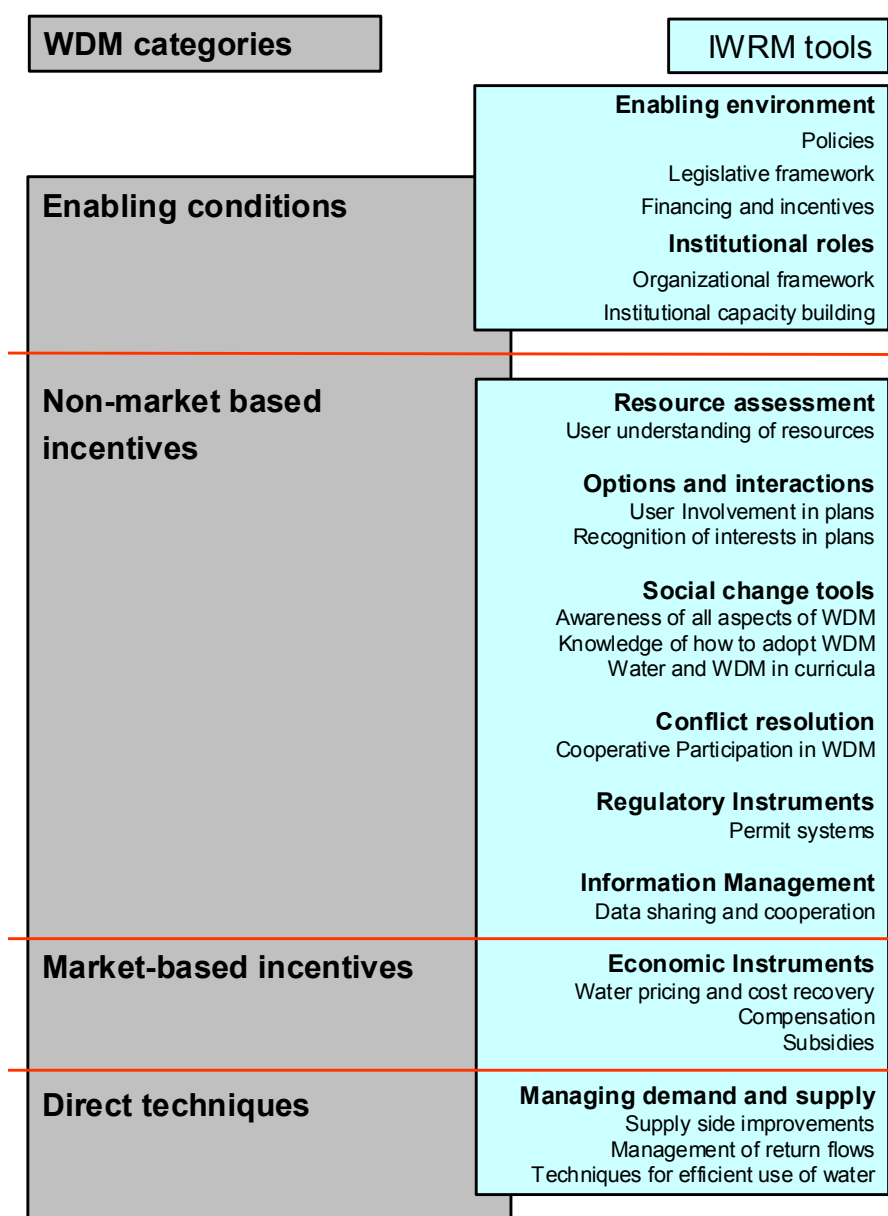 WDM categories
IWRM tools
Enabling environment
Policies
Legislative framework
Enabling conditions
Financing and incentives
Institutional roles
Organizational framework
Institutional capacity building
Non-market based
incentives
Resource assessment
User understanding of resources
Options and interactions
User Involvement in plans
Recognition of interests in plans
Social change tools
Awareness of all aspects of WDM
Knowledge of how to adopt WDM
Water and WDM in curricula
Conflict resolution
Cooperative Participation in WDM
Regulatory Instruments
Permit systems
Information Management
Data sharing and cooperation
Market-based incentives
Economic Instruments
Water pricing and cost recovery
Compensation
Subsidies
Direct techniques
Managing demand and supply
Supply side improvements
Management of return flows
Techniques for efficient use of water